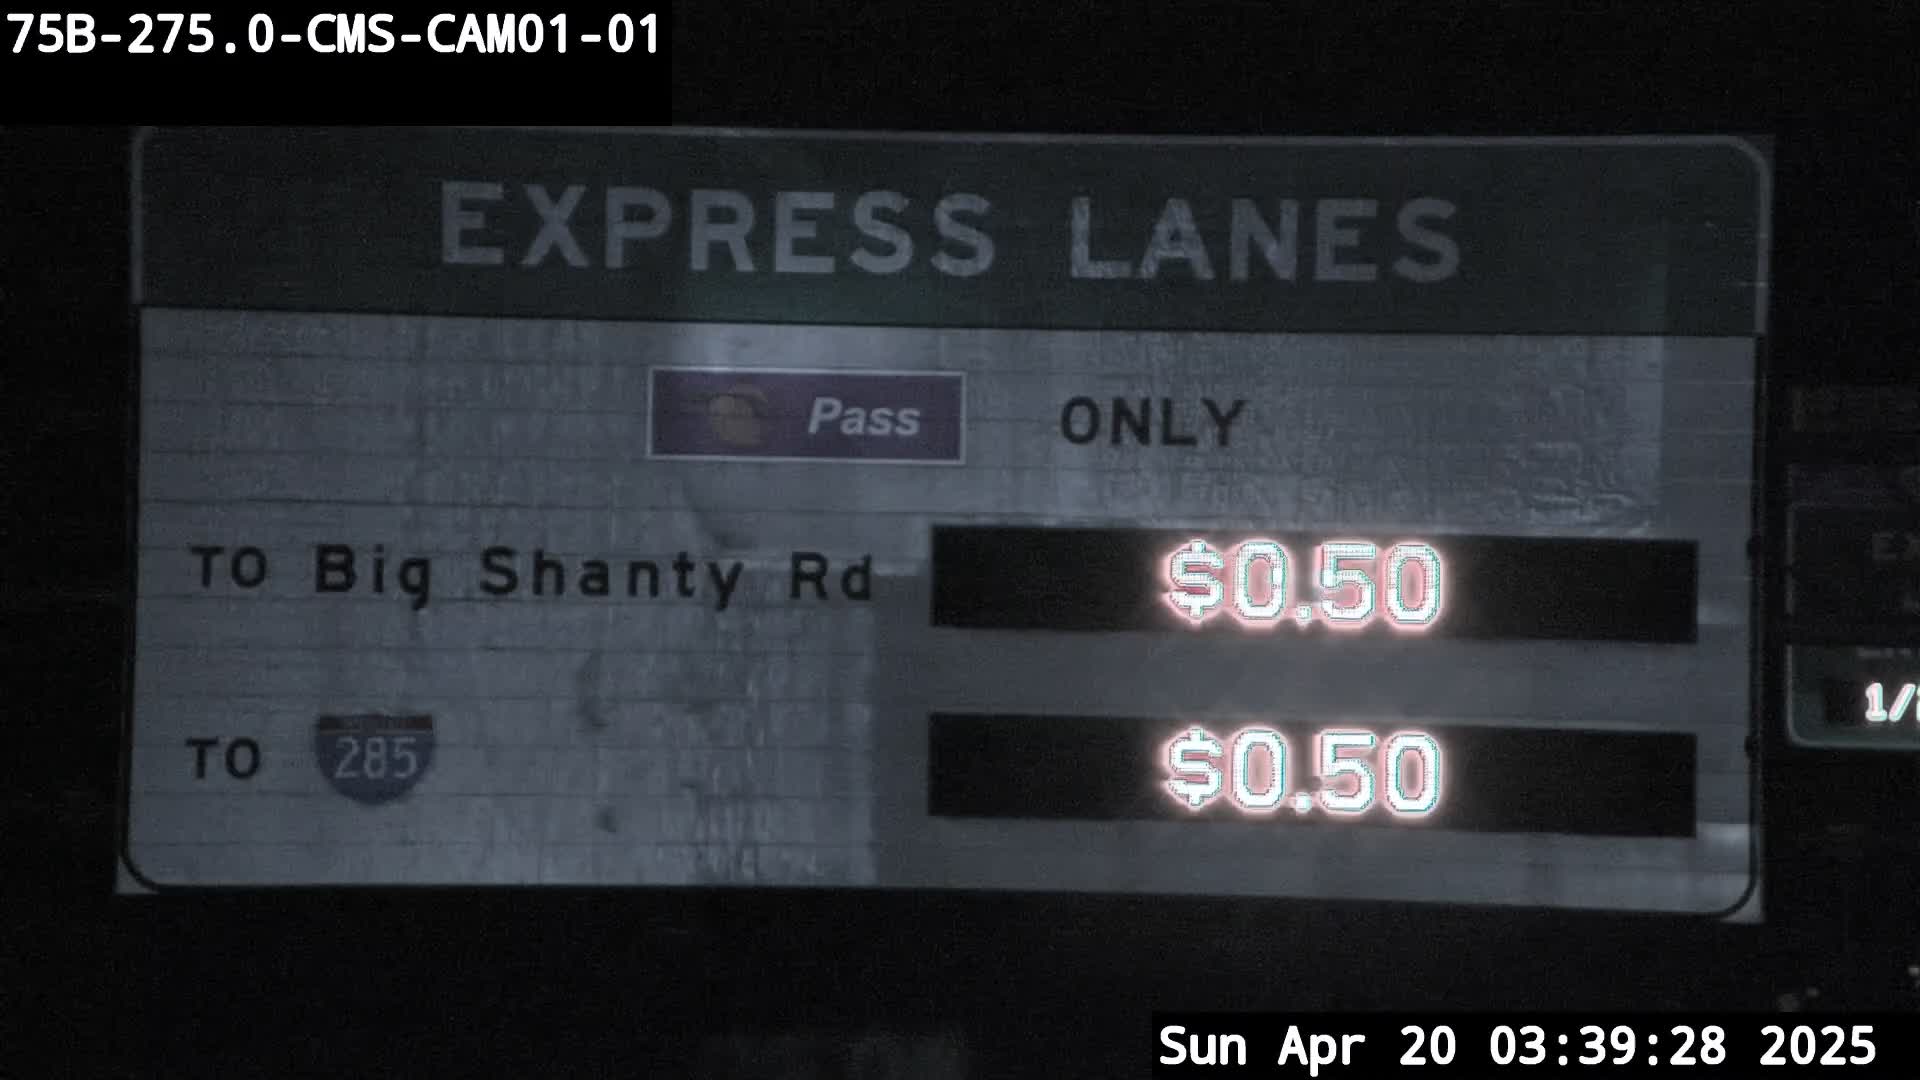 75B-275.0-CMS-CAM01-01
EXPRESS LANES
Pass ONLY
TO Big Shanty Rd $0.50
TO 285 $0.50
Sun Apr 20 03:39:28 2025